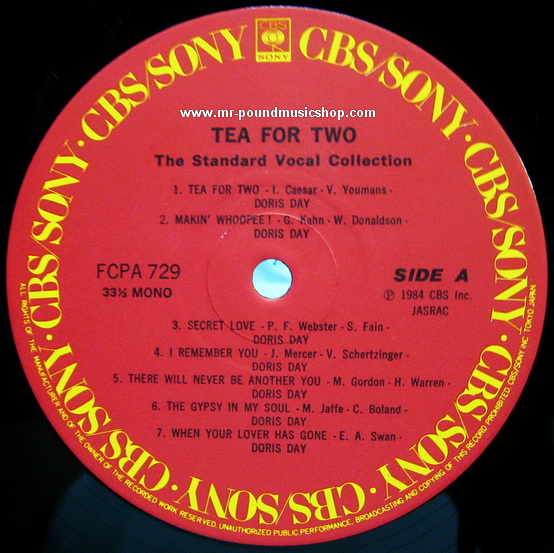 CBS/SONY · CBS/SONY · CBS/SONY · CBS/SONY · CBS/SONY · CBS/SONY · CBS/SONY · CBS/SONY
CBS
SONY
www.mr-poundmusicshop.com
TEA FOR TWO
The Standard Vocal Collection
1. TEA FOR TWO - I. Caesar - V. Youmans -
DORIS DAY
2. MAKIN' WHOOPEE! - G. Kahn - W. Donaldson -
DORIS DAY
FCPA 729
33⅓ MONO
SIDE A
Ⓟ 1984 CBS Inc.
JASRAC
3. SECRET LOVE - P. F. Webster - S. Fain -
DORIS DAY
4. I REMEMBER YOU - J. Mercer - V. Schertzinger -
DORIS DAY
5. THERE WILL NEVER BE ANOTHER YOU - M. Gordon - H. Warren -
DORIS DAY
6. THE GYPSY IN MY SOUL - M. Jaffe - C. Boland -
DORIS DAY
7. WHEN YOUR LOVER HAS GONE - E. A. Swan -
DORIS DAY
ALL RIGHTS OF THE MANUFACTURER AND OF THE OWNER OF THE RECORDED WORK RESERVED. UNAUTHORIZED PUBLIC PERFORMANCE, BROADCASTING AND COPYING OF THIS RECORD PROHIBITED. CBS/SONY INC. TOKYO JAPAN